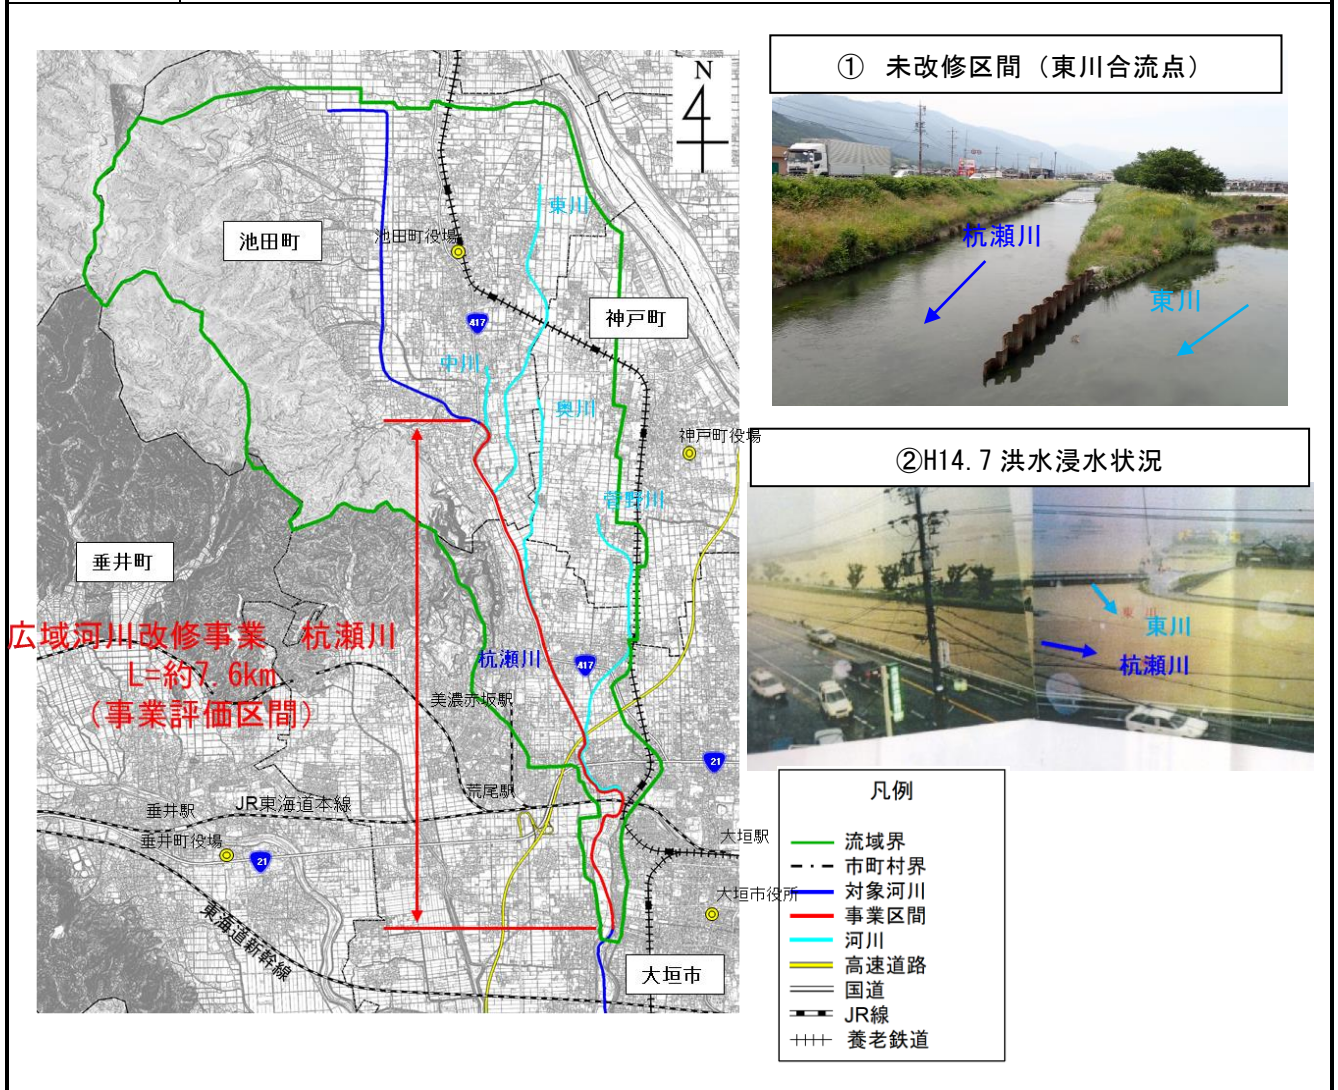 ① 未改修区間（東川合流点）
杭瀬川
東川
②H14.7 洪水浸水状況
東 川
東川
杭瀬川
N
東川
池田町
池田町役場
神戸町
417
中川
奥川
神戸町役場
菅野川
垂井町
広域河川改修事業 杭瀬川
L=約7.6km
（事業評価区間）
杭瀬川
417
美濃赤坂駅
21
荒尾駅
JR東海道本線
垂井駅
垂井町役場
21
大垣駅
大垣市役所
東海道新幹線
大垣市
凡例
流域界
市町村界
対象河川
事業区間
河川
高速道路
国道
JR線
養老鉄道